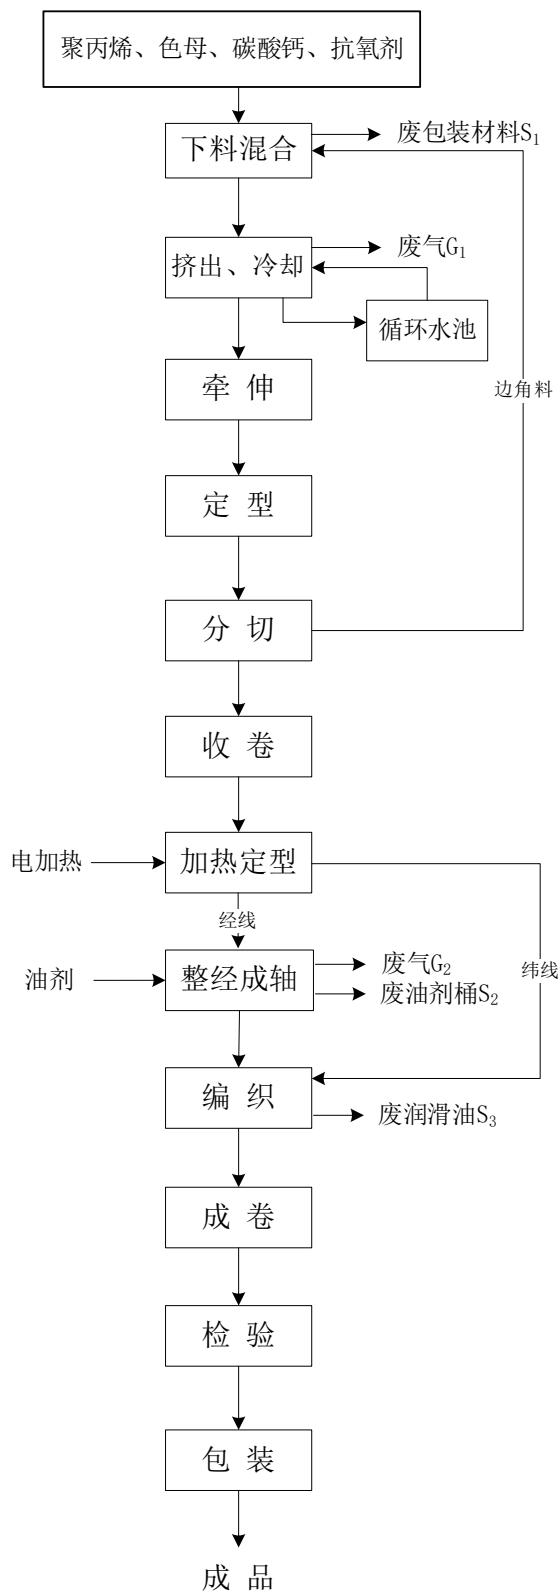 聚丙烯、色母、碳酸钙、抗氧剂
下料混合
废包装材料S₁
挤出、冷却
废气G₁
循环水池
边角料
牵 伸
定 型
分 切
收 卷
电加热
加热定型
经线
纬线
油剂
整经成轴
废气G₂
废油剂桶S₂
编 织
废润滑油S₃
成 卷
检 验
包 装
成 品